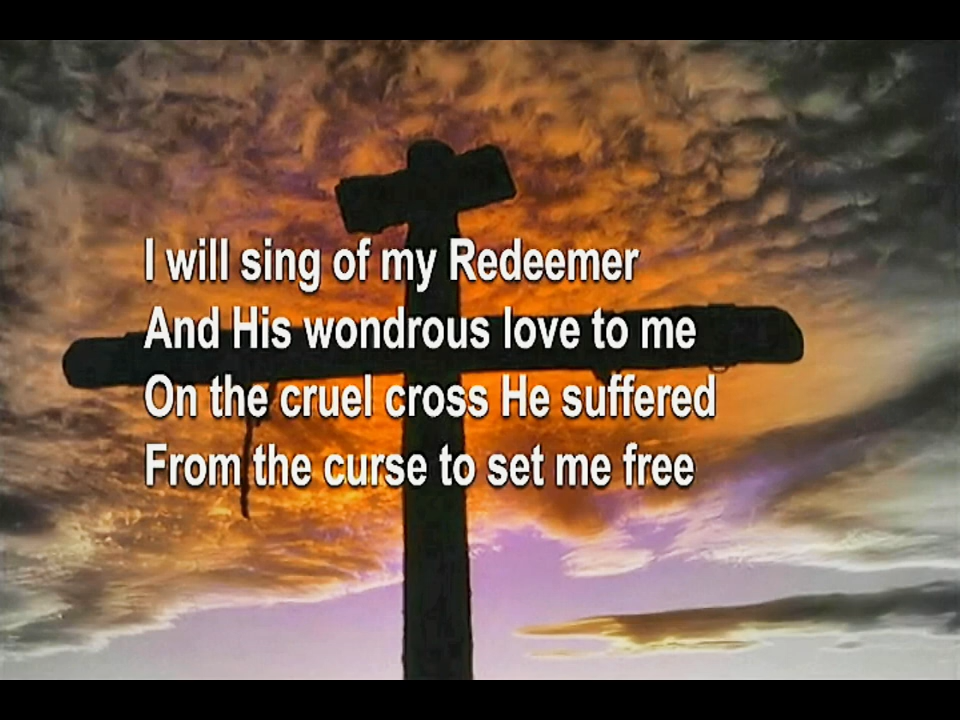 I will sing of my Redeemer
And His wondrous love to me
On the cruel cross He suffered
From the curse to set me free